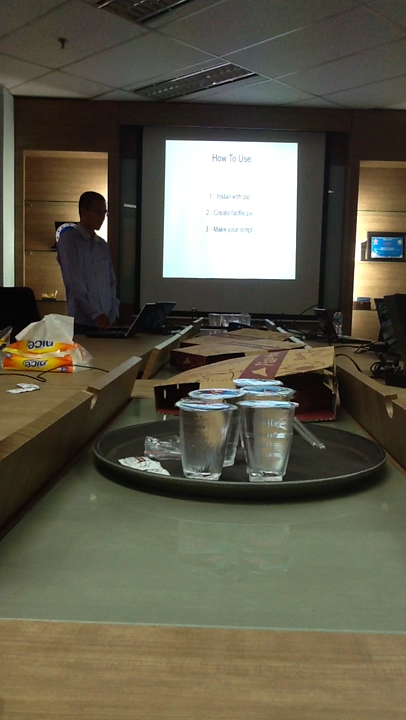 How To Use
1. Install with pip
2. Create fabfile.py
3. Make your script
nice
nice